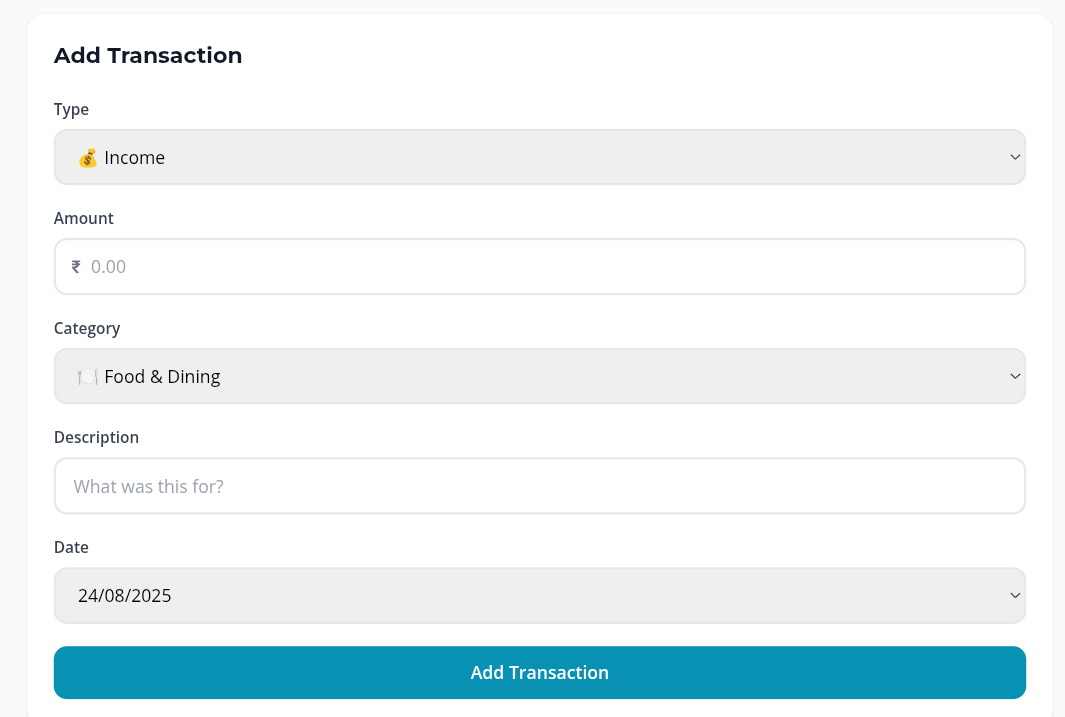 Add Transaction
Type
💰 Income
Amount
₹ 0.00
Category
🍽️ Food & Dining
Description
What was this for?
Date
24/08/2025
Add Transaction